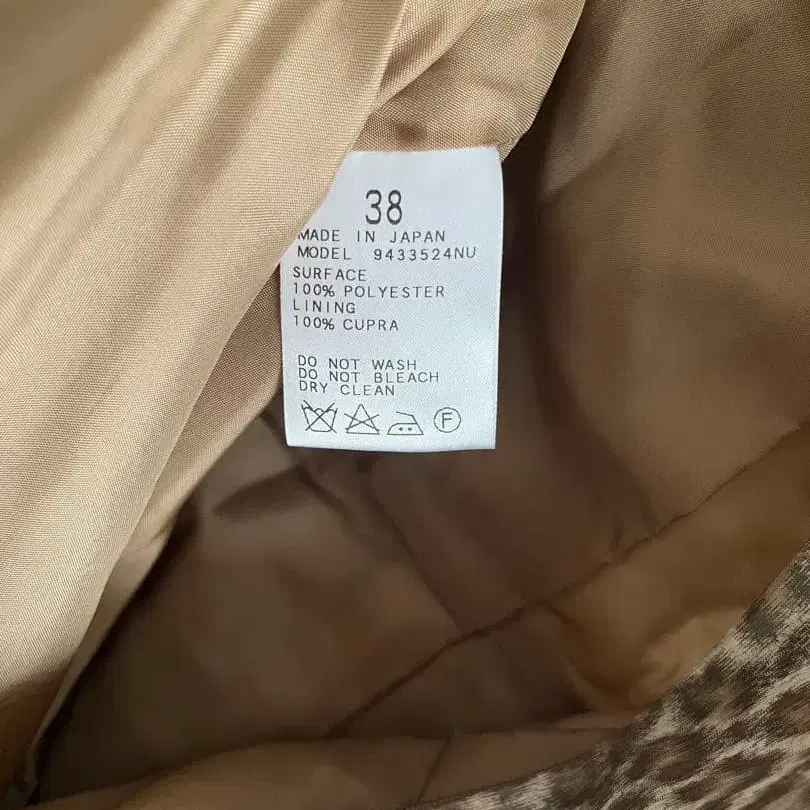 38
MADE IN JAPAN
MODEL 9433524NU
SURFACE
100% POLYESTER
LINING
100% CUPRA
DO NOT WASH
DO NOT BLEACH
DRY CLEAN
F